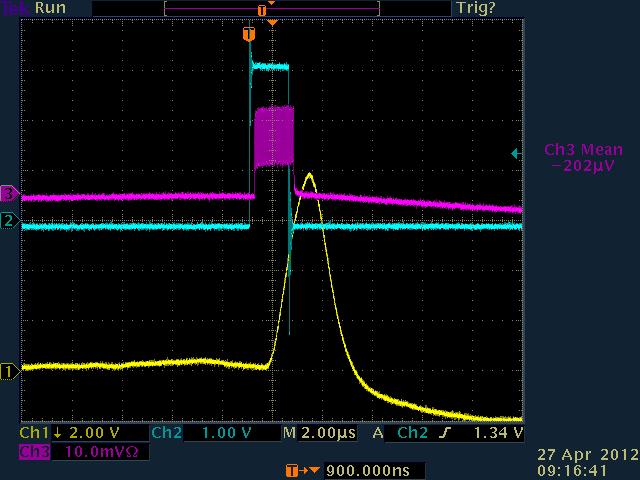 Tek Run Trig?
T
T
Ch3 Mean
-202µV
3
2
1
Ch1 ↓ 2.00 V Ch2 1.00 V M 2.00µs A Ch2 ƒ 1.34 V
Ch3 10.0mVΩ
27 Apr 2012
T→▼ 900.000ns 09:16:41